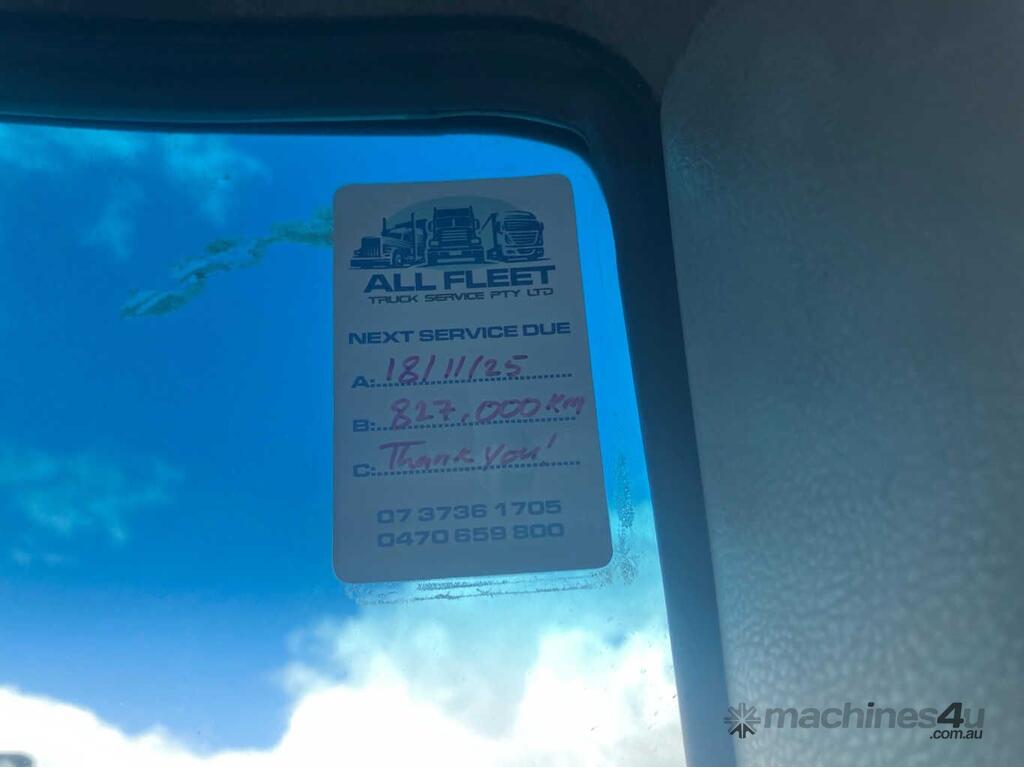 ALL FLEET
TRUCK SERVICE PTY LTD
NEXT SERVICE DUE
A: 18/11/25
B: 827,000 km
C: Thank you!
07 3736 1705
0470 659 800
machines4u
.com.au